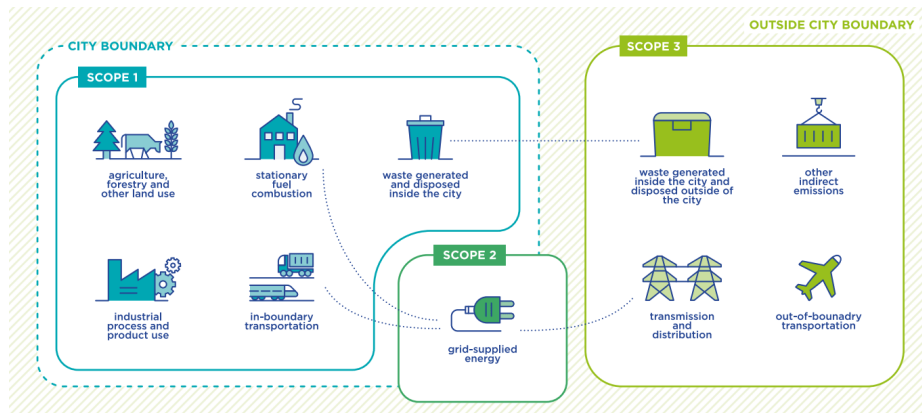 OUTSIDE CITY BOUNDARY
CITY BOUNDARY
SCOPE 1
SCOPE 3
agriculture,
forestry and
other land use
stationary
fuel
combustion
waste generated
and disposed
inside the city
waste generated
inside the city and
disposed outside of
the city
other
indirect
emissions
SCOPE 2
industrial
process and
product use
in-boundary
transportation
grid-supplied
energy
transmission
and
distribution
out-of-bounadry
transportation